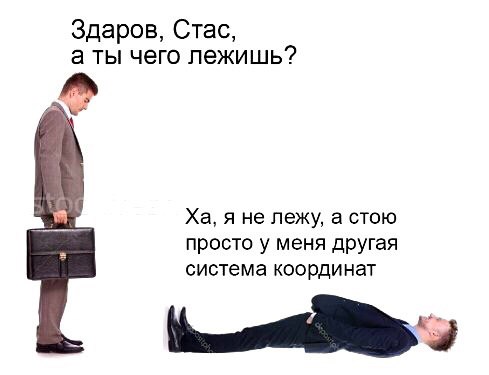 Здаров, Стас,
а ты чего лежишь?
Ха, я не лежу, а стою
просто у меня другая
система координат